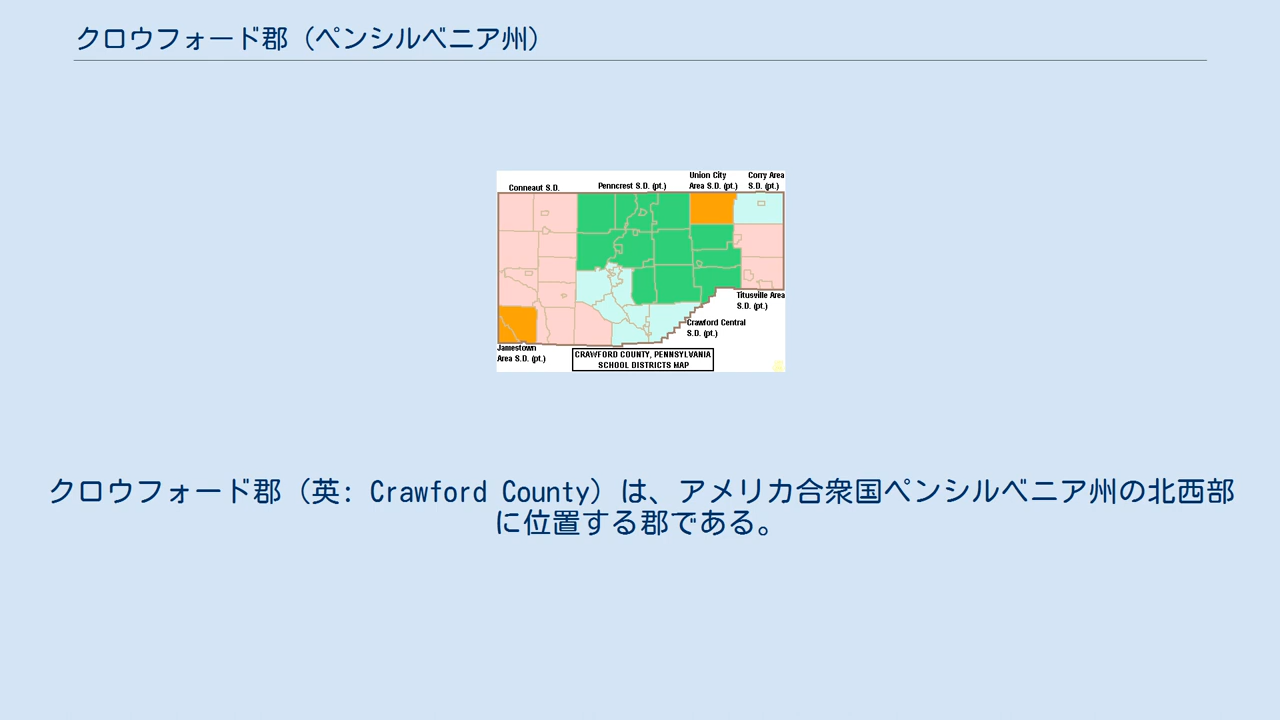 クロウフォード郡（ペンシルベニア州）
Conneaut S.D.
Penncrest S.D. (pt.)
Union City
Area S.D. (pt.)
Corry Area
S.D. (pt.)
Titusville Area
S.D. (pt.)
Crawford Central
S.D. (pt.)
Jamestown
Area S.D. (pt.)
CRAWFORD COUNTY, PENNSYLVANIA
SCHOOL DISTRICTS MAP
クロウフォード郡（英: Crawford County）は、アメリカ合衆国ペンシルベニア州の北西部
に位置する郡である。